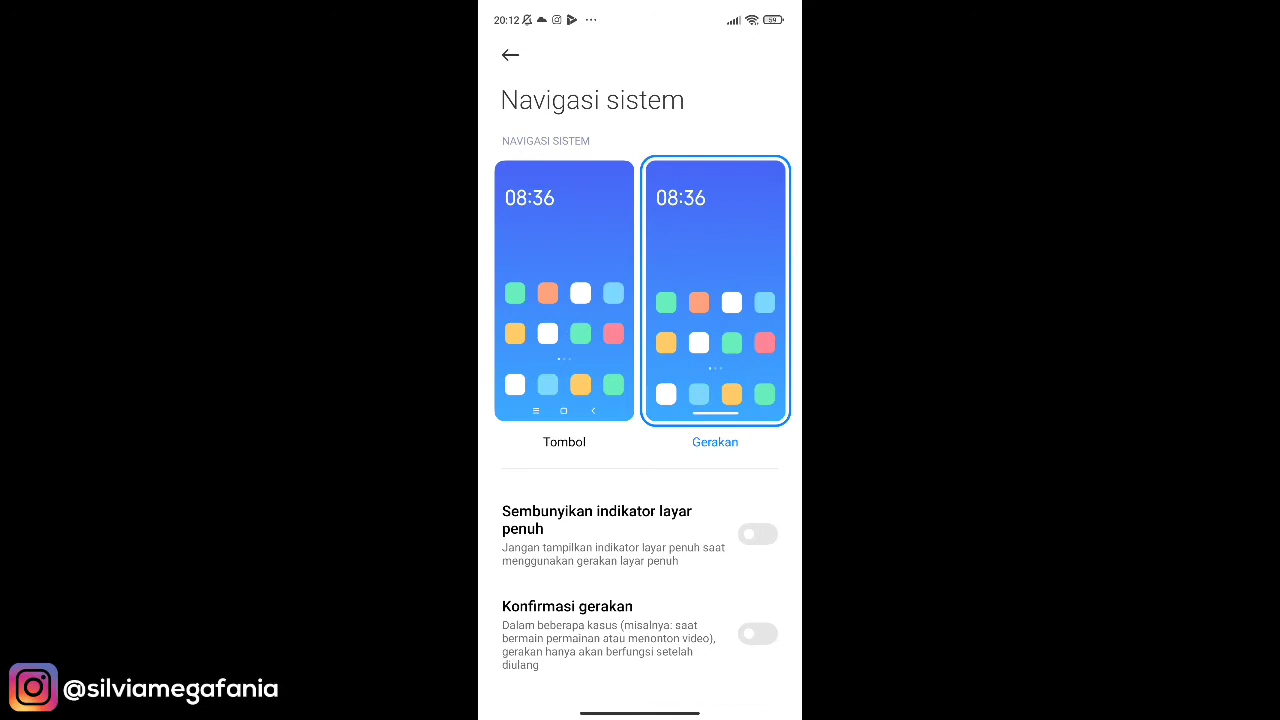 20:12
59
Navigasi sistem
NAVIGASI SISTEM
08:36
08:36
Tombol
Gerakan
Sembunyikan indikator layar
penuh
Jangan tampilkan indikator layar penuh saat
menggunakan gerakan layar penuh
Konfirmasi gerakan
Dalam beberapa kasus (misalnya: saat
bermain permainan atau menonton video),
gerakan hanya akan berfungsi setelah
diulang
@silviamegafania